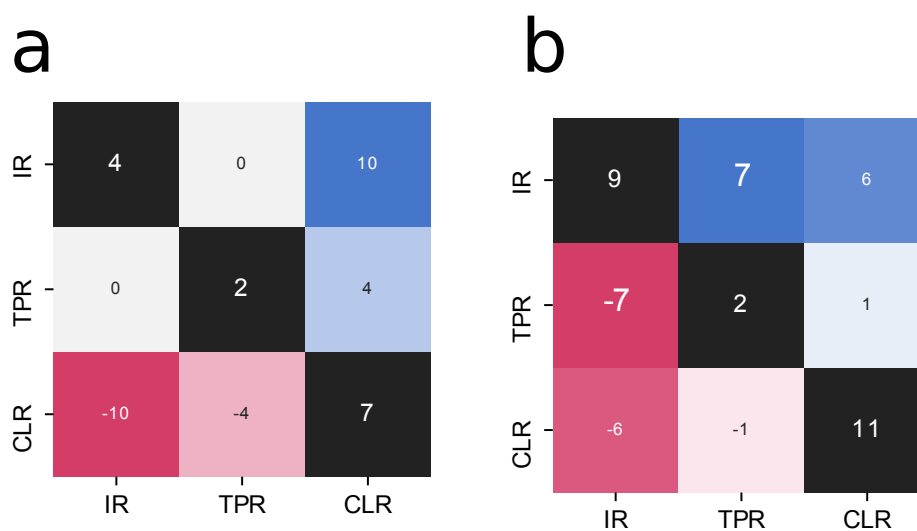 a
IR 4 0 10
TPR 0 2 4
CLR -10 -4 7
IR TPR CLR
b
IR 9 7 6
TPR -7 2 1
CLR -6 -1 11
IR TPR CLR